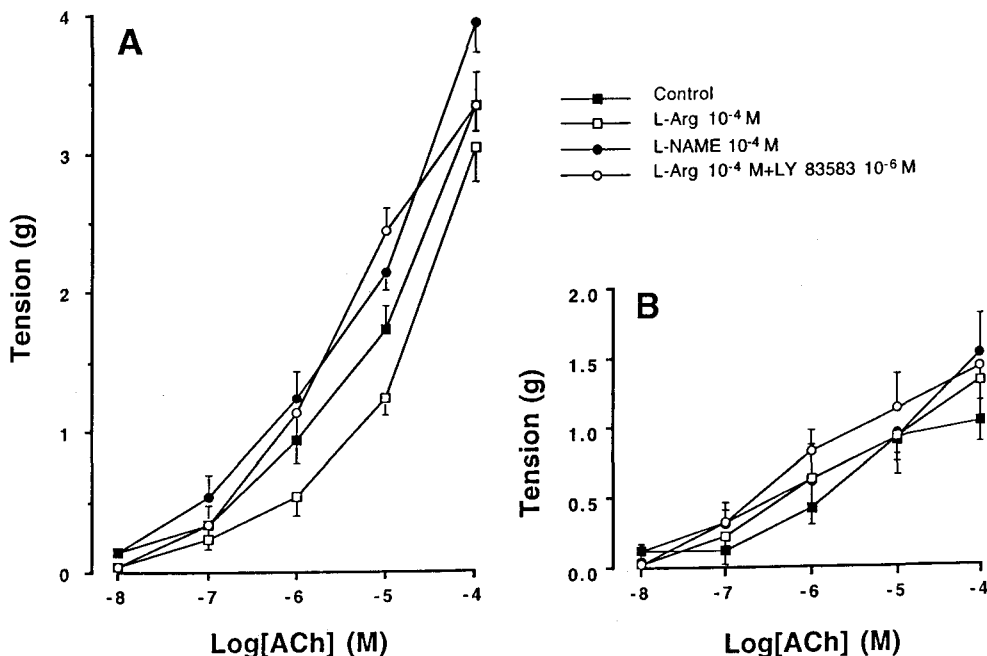 A
4
3
2
1
0
Tension (g)
-8 -7 -6 -5 -4
Log[ACh] (M)
Control
L-Arg 10⁻⁴ M
L-NAME 10⁻⁴ M
L-Arg 10⁻⁴ M+LY 83583 10⁻⁶ M
B
2.0
1.5
1.0
0.5
0.0
Tension (g)
-8 -7 -6 -5 -4
Log[ACh] (M)